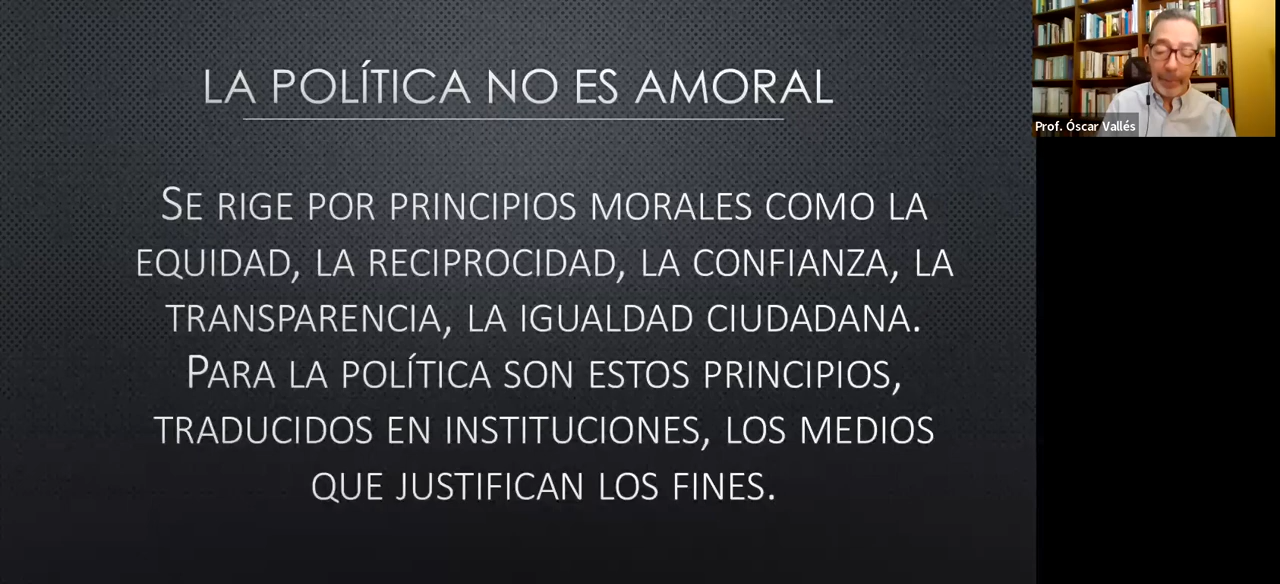 LA POLÍTICA NO ES AMORAL
SE RIGE POR PRINCIPIOS MORALES COMO LA
EQUIDAD, LA RECIPROCIDAD, LA CONFIANZA, LA
TRANSPARENCIA, LA IGUALDAD CIUDADANA.
PARA LA POLÍTICA SON ESTOS PRINCIPIOS,
TRADUCIDOS EN INSTITUCIONES, LOS MEDIOS
QUE JUSTIFICAN LOS FINES.
Prof. Óscar Vallés